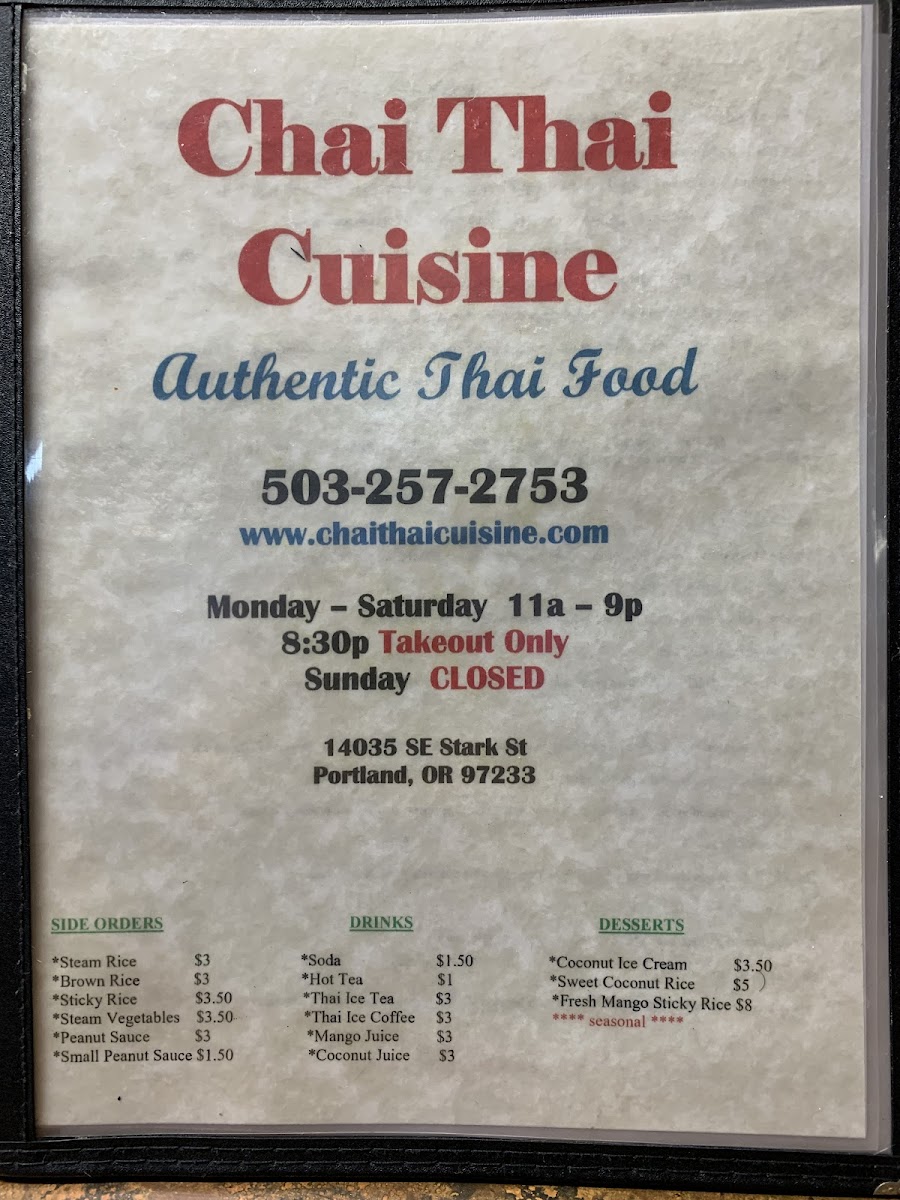 Chai Thai
Cuisine
Authentic Thai Food
503-257-2753
www.chaithaicuisine.com
Monday – Saturday 11a – 9p
8:30p Takeout Only
Sunday CLOSED
14035 SE Stark St
Portland, OR 97233
SIDE ORDERS
*Steam Rice $3
*Brown Rice $3
*Sticky Rice $3.50
*Steam Vegetables $3.50
*Peanut Sauce $3
*Small Peanut Sauce $1.50
DRINKS
*Soda $1.50
*Hot Tea $1
*Thai Ice Tea $3
*Thai Ice Coffee $3
*Mango Juice $3
*Coconut Juice $3
DESSERTS
*Coconut Ice Cream $3.50
*Sweet Coconut Rice $5
*Fresh Mango Sticky Rice $8
**** seasonal ****